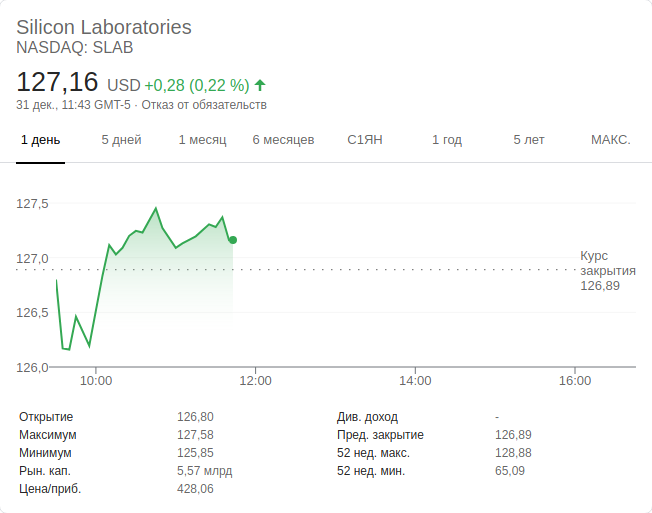 Silicon Laboratories
NASDAQ: SLAB
127,16 USD +0,28 (0,22 %)
31 дек., 11:43 GMT-5 · Отказ от обязательств
1 день 5 дней 1 месяц 6 месяцев С1ЯН 1 год 5 лет МАКС.
127,5
127,0
Курс
закрытия
126,89
126,5
126,0
10:00 12:00 14:00 16:00
Открытие 126,80 Див. доход -
Максимум 127,58 Пред. закрытие 126,89
Минимум 125,85 52 нед. макс. 128,88
Рын. кап. 5,57 млрд 52 нед. мин. 65,09
Цена/приб. 428,06